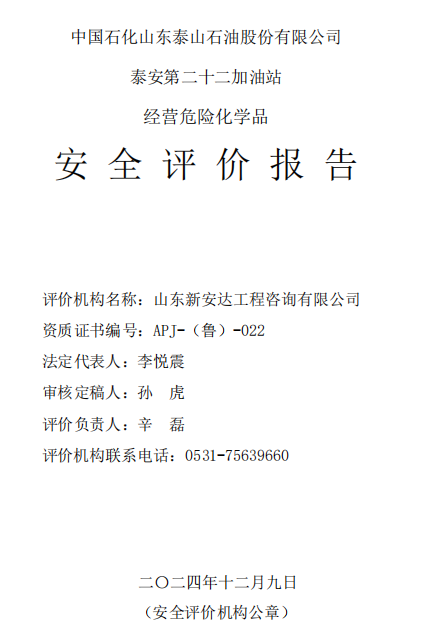 中国石化山东泰山石油股份有限公司
泰安第二十二加油站
经营危险化学品
安 全 评 价 报 告
评价机构名称：山东新安达工程咨询有限公司
资质证书编号：APJ-（鲁）-022
法定代表人：李悦震
审核定稿人：孙　虎
评价负责人：辛　磊
评价机构联系电话：0531-75639660
二〇二四年十二月九日
（安全评价机构公章）